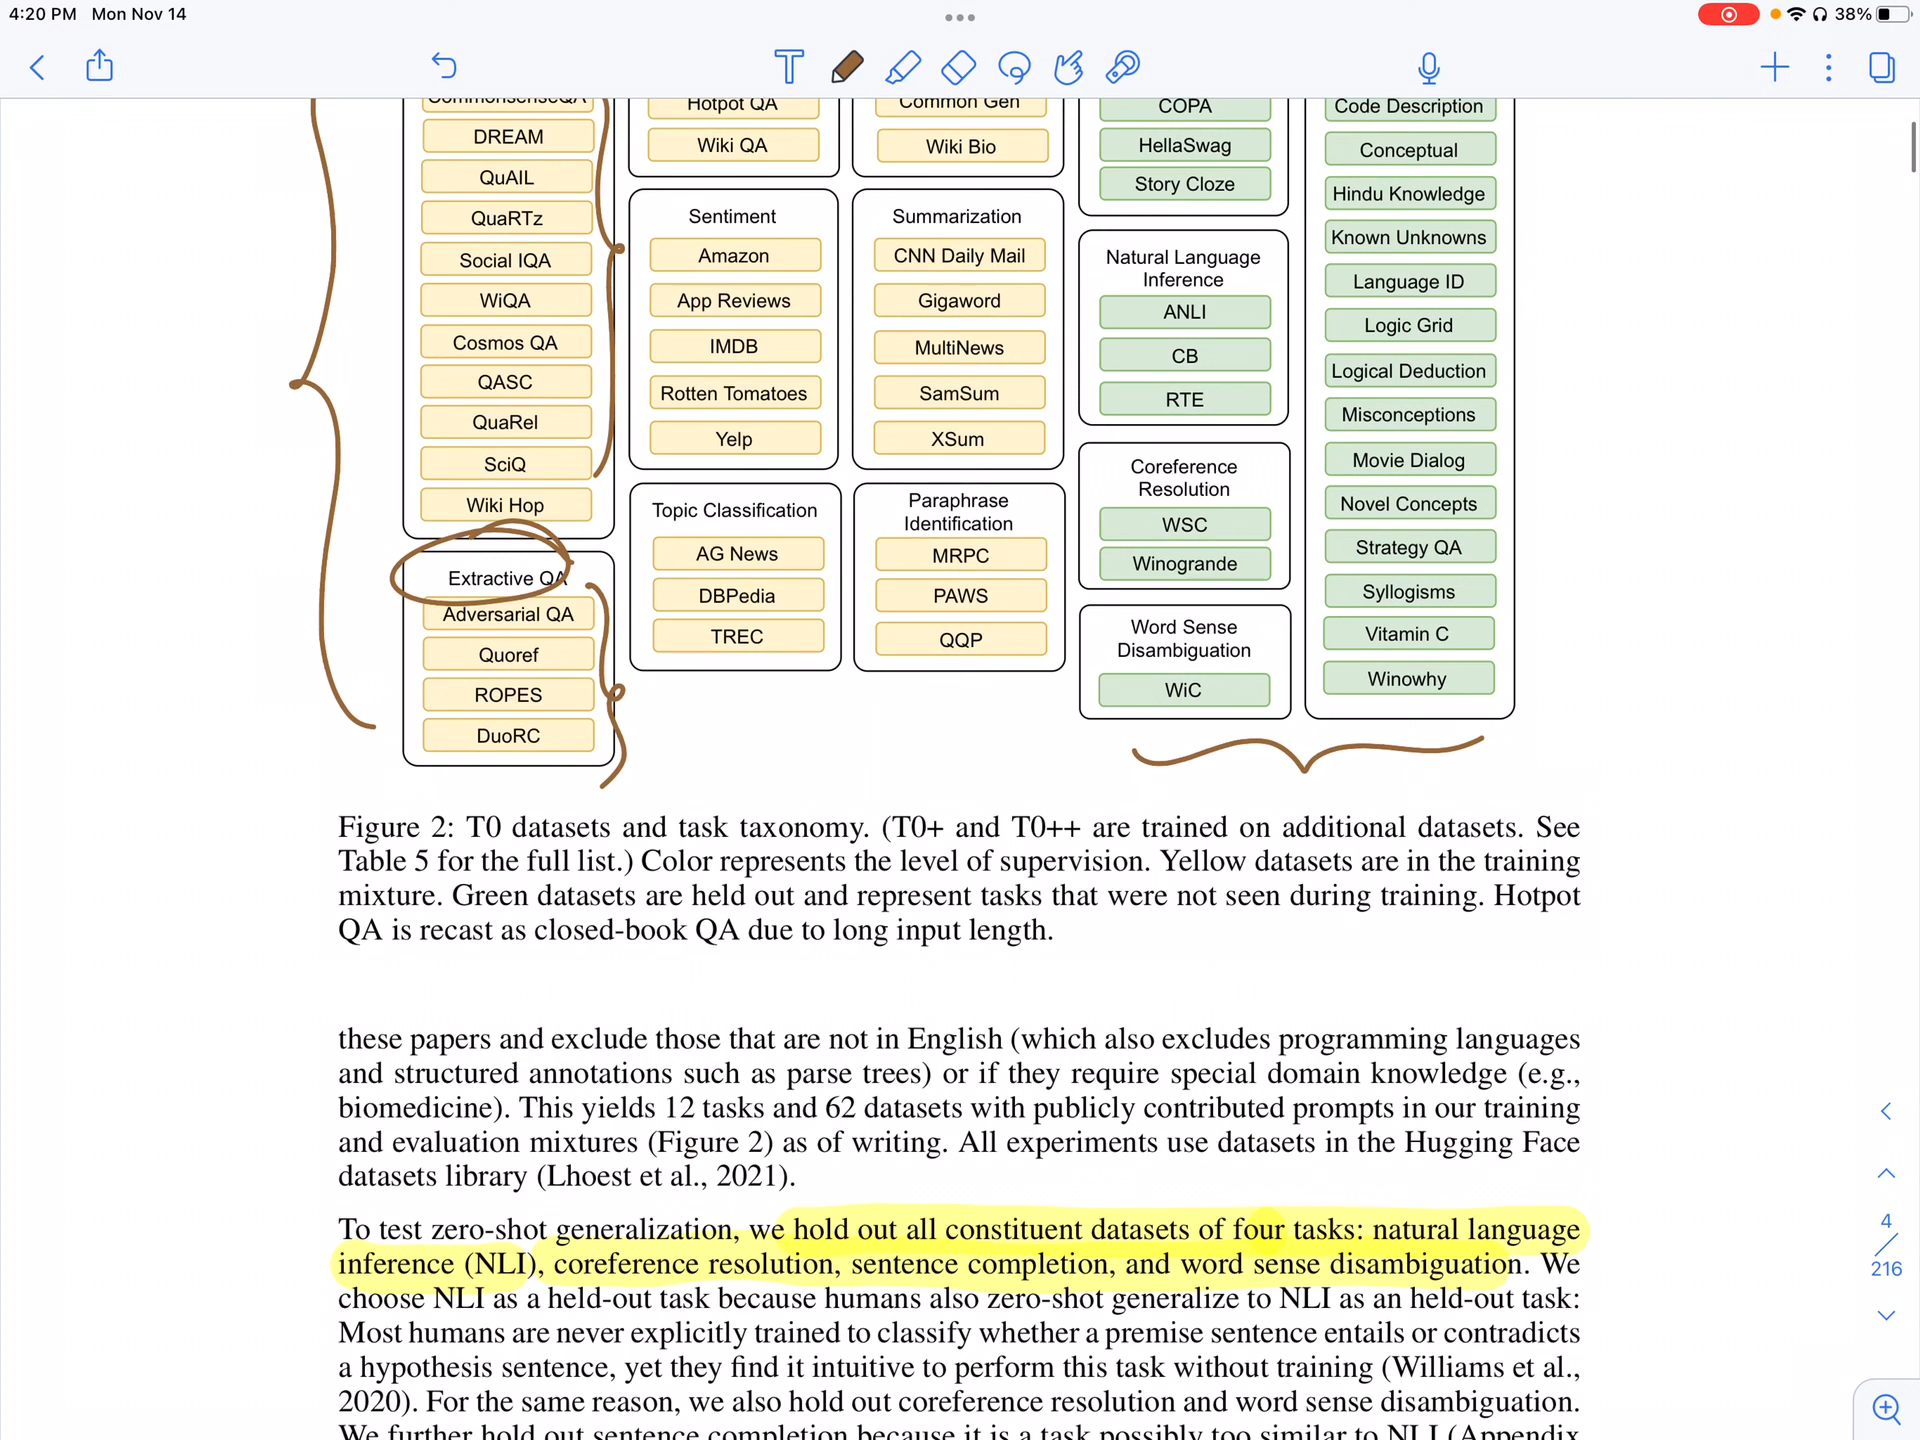 4:20 PM Mon Nov 14
38%
CommonsenseQA
DREAM
QuAIL
QuaRTz
Social IQA
WiQA
Cosmos QA
QASC
QuaRel
SciQ
Wiki Hop
Extractive QA
Adversarial QA
Quoref
ROPES
DuoRC
Hotpot QA
Wiki QA
Sentiment
Amazon
App Reviews
IMDB
Rotten Tomatoes
Yelp
Topic Classification
AG News
DBPedia
TREC
Common Gen
Wiki Bio
Summarization
CNN Daily Mail
Gigaword
MultiNews
SamSum
XSum
Paraphrase
Identification
MRPC
PAWS
QQP
COPA
HellaSwag
Story Cloze
Natural Language
Inference
ANLI
CB
RTE
Coreference
Resolution
WSC
Winogrande
Word Sense
Disambiguation
WiC
Code Description
Conceptual
Hindu Knowledge
Known Unknowns
Language ID
Logic Grid
Logical Deduction
Misconceptions
Movie Dialog
Novel Concepts
Strategy QA
Syllogisms
Vitamin C
Winowhy
Figure 2: T0 datasets and task taxonomy. (T0+ and T0++ are trained on additional datasets. See
Table 5 for the full list.) Color represents the level of supervision. Yellow datasets are in the training
mixture. Green datasets are held out and represent tasks that were not seen during training. Hotpot
QA is recast as closed-book QA due to long input length.
these papers and exclude those that are not in English (which also excludes programming languages
and structured annotations such as parse trees) or if they require special domain knowledge (e.g.,
biomedicine). This yields 12 tasks and 62 datasets with publicly contributed prompts in our training
and evaluation mixtures (Figure 2) as of writing. All experiments use datasets in the Hugging Face
datasets library (Lhoest et al., 2021).
To test zero-shot generalization, we hold out all constituent datasets of four tasks: natural language
inference (NLI), coreference resolution, sentence completion, and word sense disambiguation. We
choose NLI as a held-out task because humans also zero-shot generalize to NLI as an held-out task:
Most humans are never explicitly trained to classify whether a premise sentence entails or contradicts
a hypothesis sentence, yet they find it intuitive to perform this task without training (Williams et al.,
2020). For the same reason, we also hold out coreference resolution and word sense disambiguation.
We further hold out sentence completion because it is a task possibly too similar to NLI (Appendix
4
216